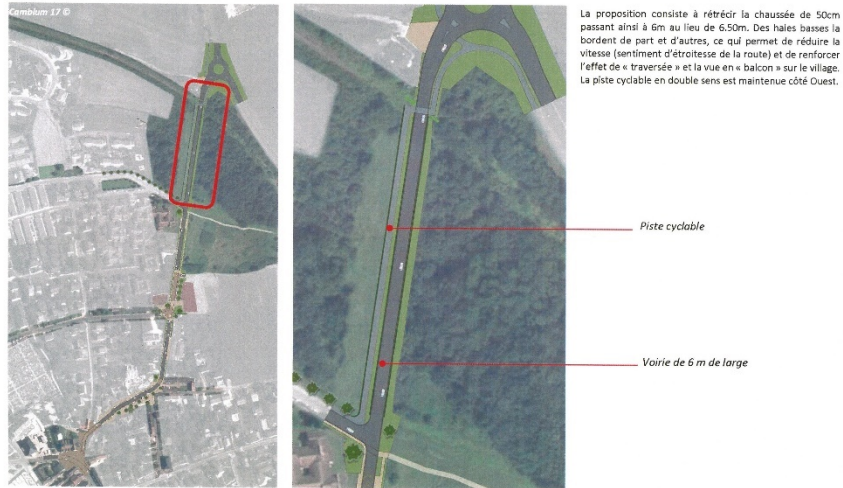 Cambium 17 ©
La proposition consiste à rétrécir la chaussée de 50cm
passant ainsi à 6m au lieu de 6.50m. Des haies basses la
bordent de part et d'autres, ce qui permet de réduire la
vitesse (sentiment d'étroitesse de la route) et de renforcer
l'effet de « traversée » et la vue en « balcon » sur le village.
La piste cyclable en double sens est maintenue côté Ouest.
Piste cyclable
Voirie de 6 m de large